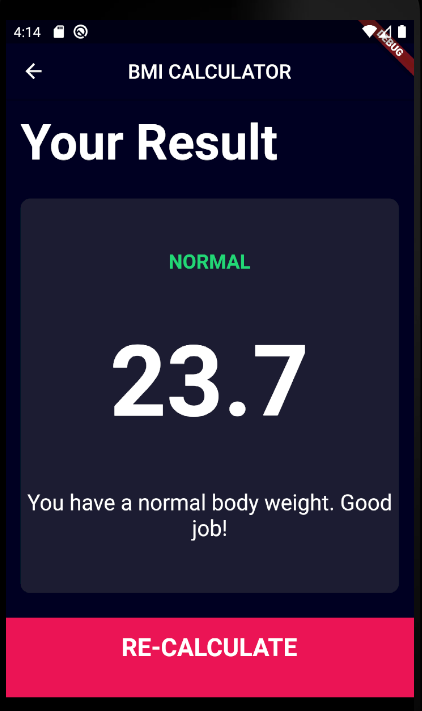 4:14
DEBUG
BMI CALCULATOR
Your Result
NORMAL
23.7
You have a normal body weight. Good
job!
RE-CALCULATE